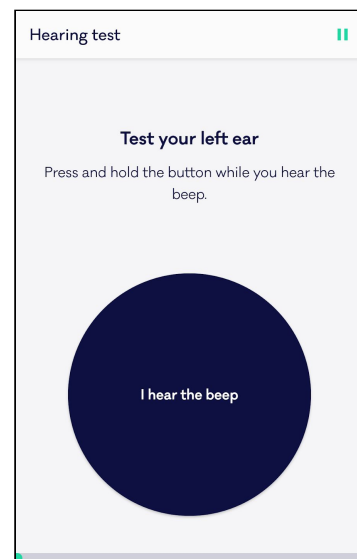 Hearing test
Test your left ear
Press and hold the button while you hear the
beep.
I hear the beep